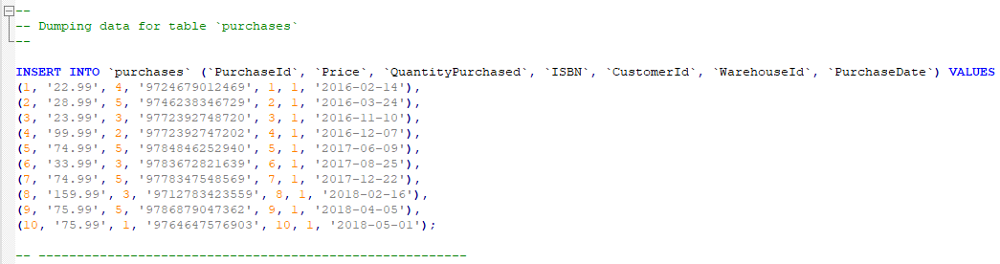 --
-- Dumping data for table `purchases`
--
INSERT INTO `purchases` (`PurchaseId`, `Price`, `QuantityPurchased`, `ISBN`, `CustomerId`, `WarehouseId`, `PurchaseDate`) VALUES
(1, '22.99', 4, '9724679012469', 1, 1, '2016-02-14'),
(2, '28.99', 5, '9746238346729', 2, 1, '2016-03-24'),
(3, '23.99', 3, '9772392748720', 3, 1, '2016-11-10'),
(4, '99.99', 2, '9772392747202', 4, 1, '2016-12-07'),
(5, '74.99', 5, '9784846252940', 5, 1, '2017-06-09'),
(6, '33.99', 3, '9783672821639', 6, 1, '2017-08-25'),
(7, '74.99', 5, '9778347548569', 7, 1, '2017-12-22'),
(8, '159.99', 3, '9712783423559', 8, 1, '2018-02-16'),
(9, '75.99', 5, '9786879047362', 9, 1, '2018-04-05'),
(10, '75.99', 1, '9764647576903', 10, 1, '2018-05-01');
-- --------------------------------------------------------